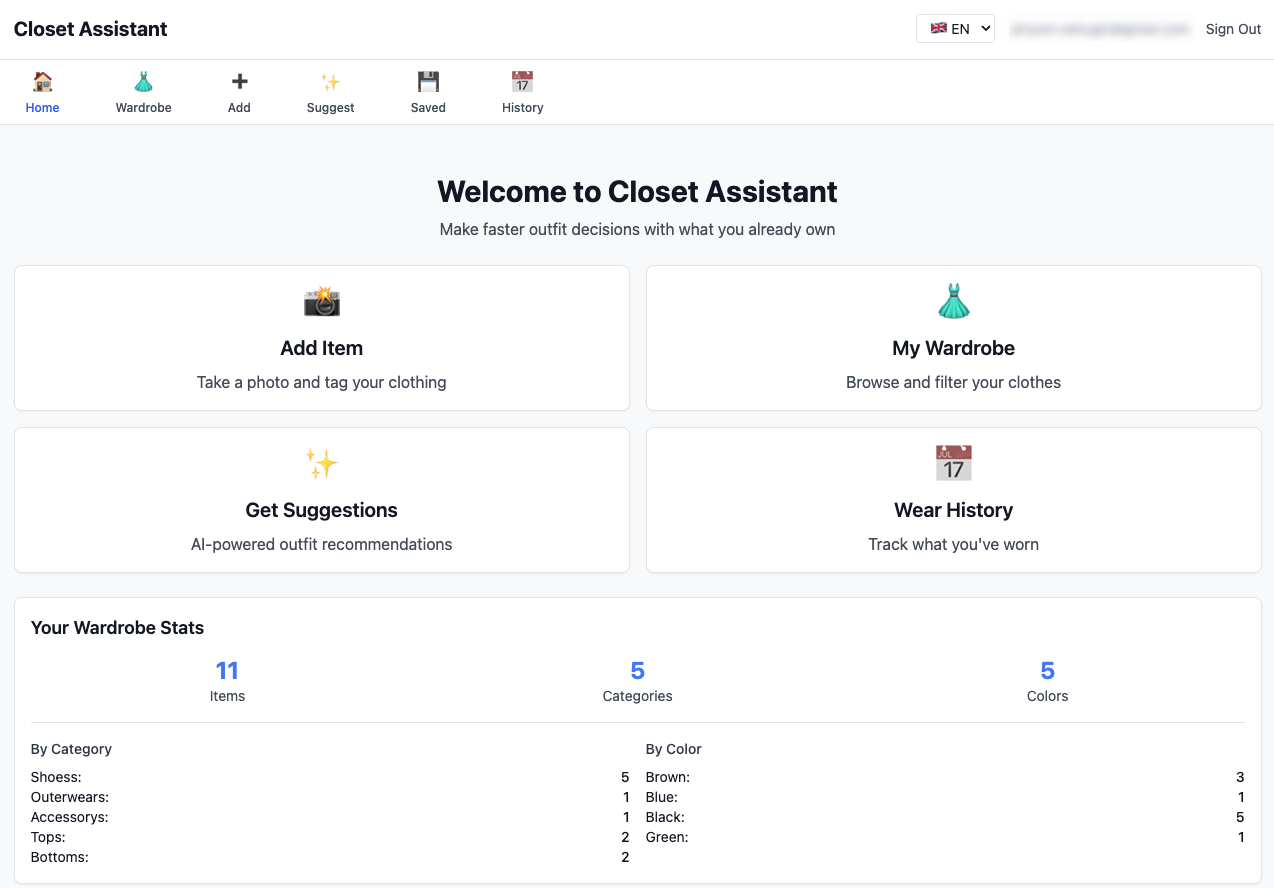 Closet Assistant
EN
Sign Out
Home
Wardrobe
Add
Suggest
Saved
17
History
Welcome to Closet Assistant
Make faster outfit decisions with what you already own
Add Item
Take a photo and tag your clothing
My Wardrobe
Browse and filter your clothes
Get Suggestions
AI-powered outfit recommendations
JUL
17
Wear History
Track what you've worn
Your Wardrobe Stats
11
Items
5
Categories
5
Colors
By Category
Shoess: 5
Outerwears: 1
Accessorys: 1
Tops: 2
Bottoms: 2
By Color
Brown: 3
Blue: 1
Black: 5
Green: 1